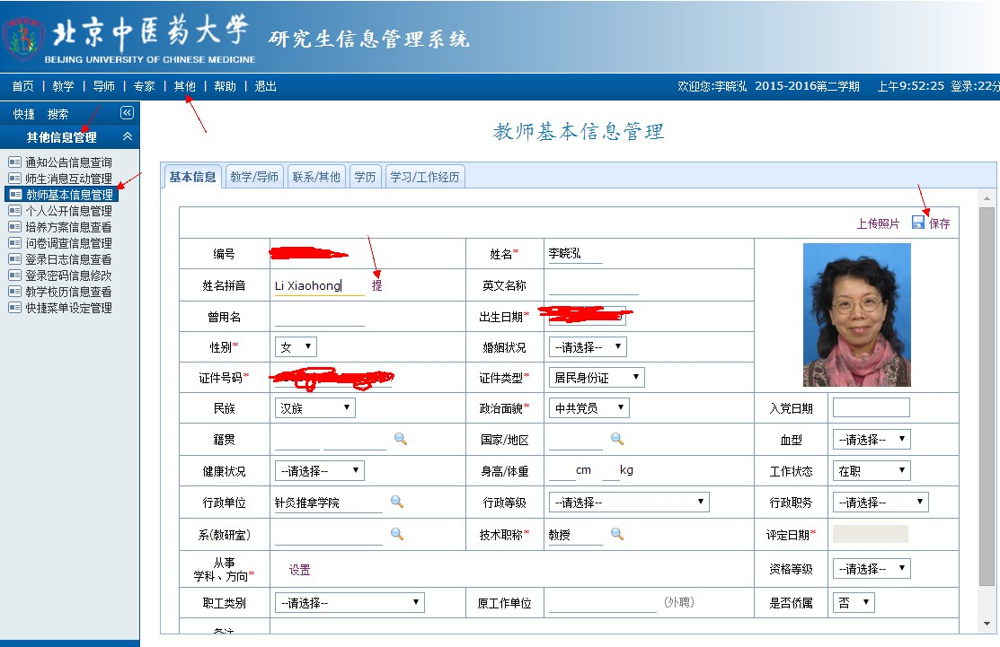 北京中医药大学 研究生信息管理系统
BEIJING UNIVERSITY OF CHINESE MEDICINE
首页 | 教学 | 导师 | 专家 | 其他 | 帮助 | 退出 欢迎您:李晓泓 2015-2016第二学期 上午9:52:25 登录:22分
快捷 搜索
其他信息管理
通知公告信息查询
师生消息互动管理
教师基本信息管理
个人公开信息管理
培养方案信息查看
问卷调查信息管理
登录日志信息查看
登录密码信息修改
教学校历信息查看
快捷菜单设定管理
教师基本信息管理
基本信息 教学/导师 联系/其他 学历 学习/工作经历
上传照片 保存
编号 姓名* 李晓泓
姓名拼音 Li Xiaohong 提 英文名称
曾用名 出生日期*
性别* 女 婚姻状况 --请选择--
证件号码* 证件类型* 居民身份证
民族 汉族 政治面貌* 中共党员 入党日期
籍贯 国家/地区 血型 --请选择--
健康状况 --请选择-- 身高/体重 cm kg 工作状态 在职
行政单位 针灸推拿学院 行政等级 --请选择-- 行政职务 --请选择--
系(教研室) 技术职称* 教授 评定日期*
从事
学科、方向* 设置 资格等级 --请选择--
职工类别 --请选择-- 原工作单位 (外聘) 是否侨属 否
备注